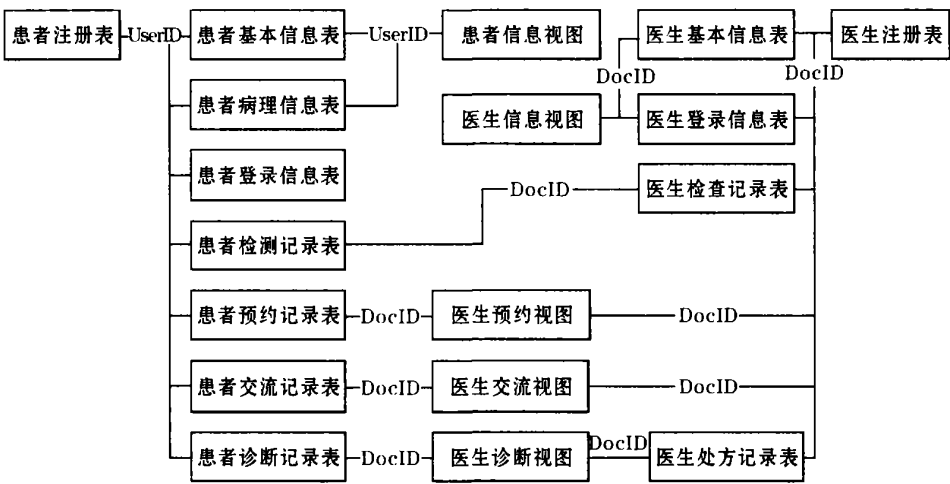 患者注册表 UserID 患者基本信息表 UserID 患者信息视图 医生基本信息表 医生注册表
DocID DocID
患者病理信息表 医生信息视图 医生登录信息表
患者登录信息表 DocID 医生检查记录表
患者检测记录表
患者预约记录表 DocID 医生预约视图 DocID
患者交流记录表 DocID 医生交流视图 DocID
患者诊断记录表 DocID 医生诊断视图 DocID 医生处方记录表